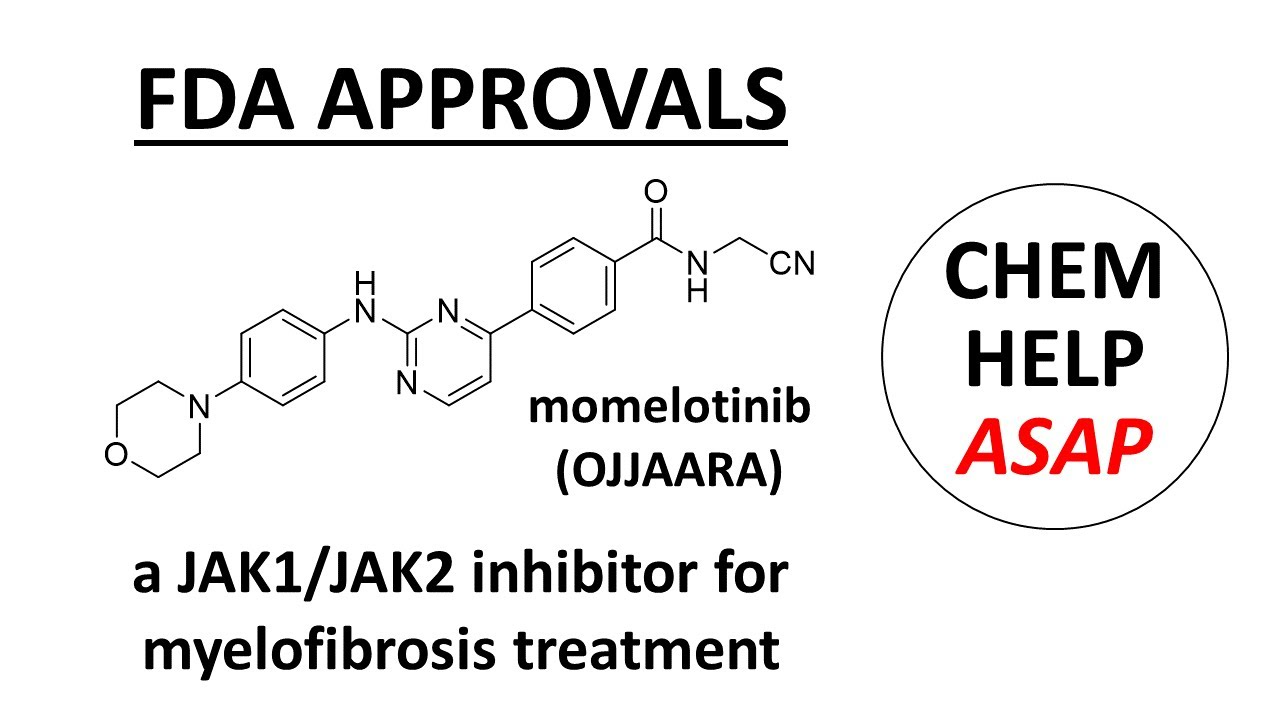 FDA APPROVALS
O
N
H
CN
H
N
N
N
N
O
momelotinib
(OJJAARA)
a JAK1/JAK2 inhibitor for
myelofibrosis treatment
CHEM
HELP
ASAP